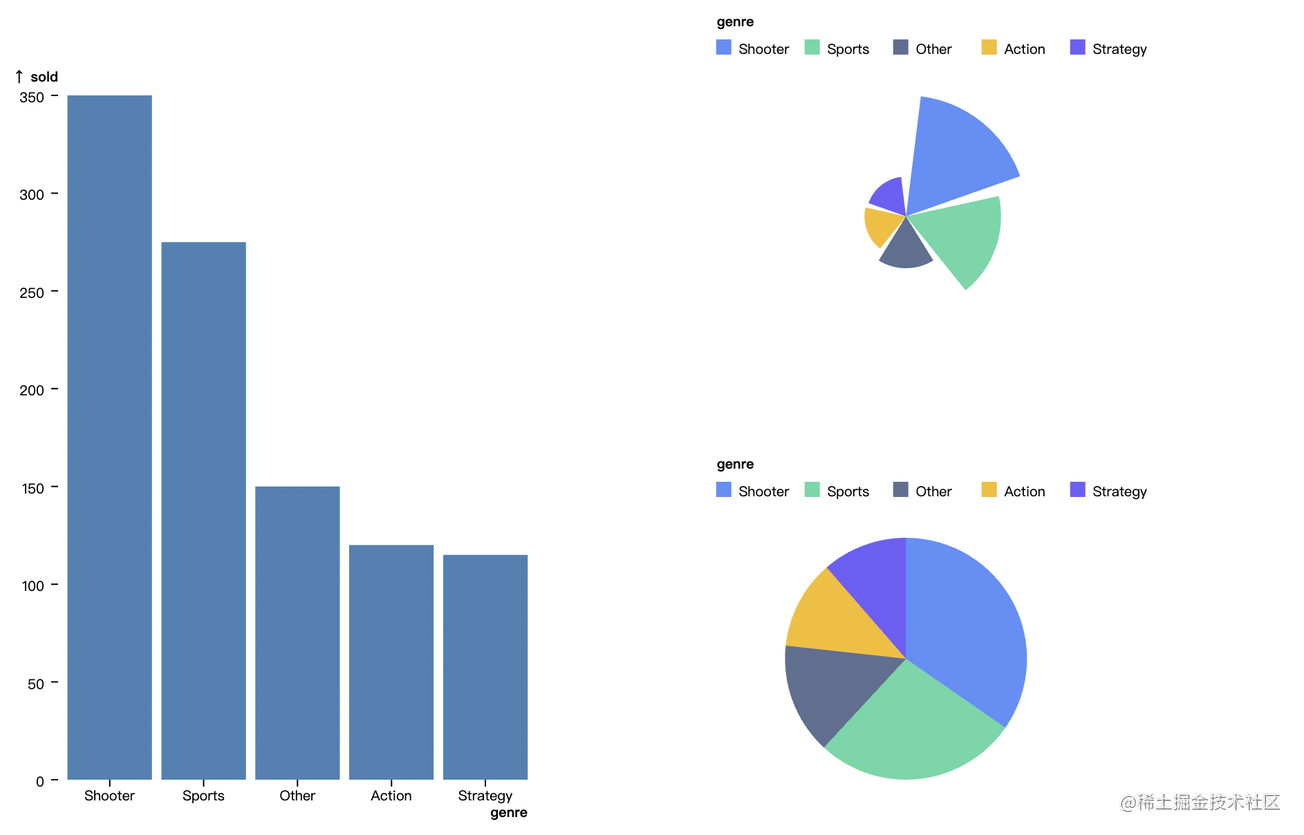 ↑ sold
350
300
250
200
150
100
50
0
Shooter Sports Other Action Strategy
genre
genre
Shooter Sports Other Action Strategy
genre
Shooter Sports Other Action Strategy
@稀土掘金技术社区